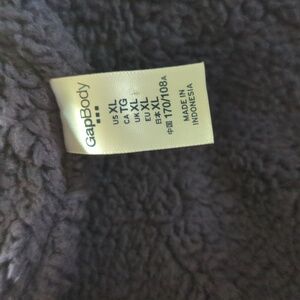 GapBody
US XL
CA TG
UK XL
EU XL
日本 XL
中国 170/108A
MADE IN
INDONESIA